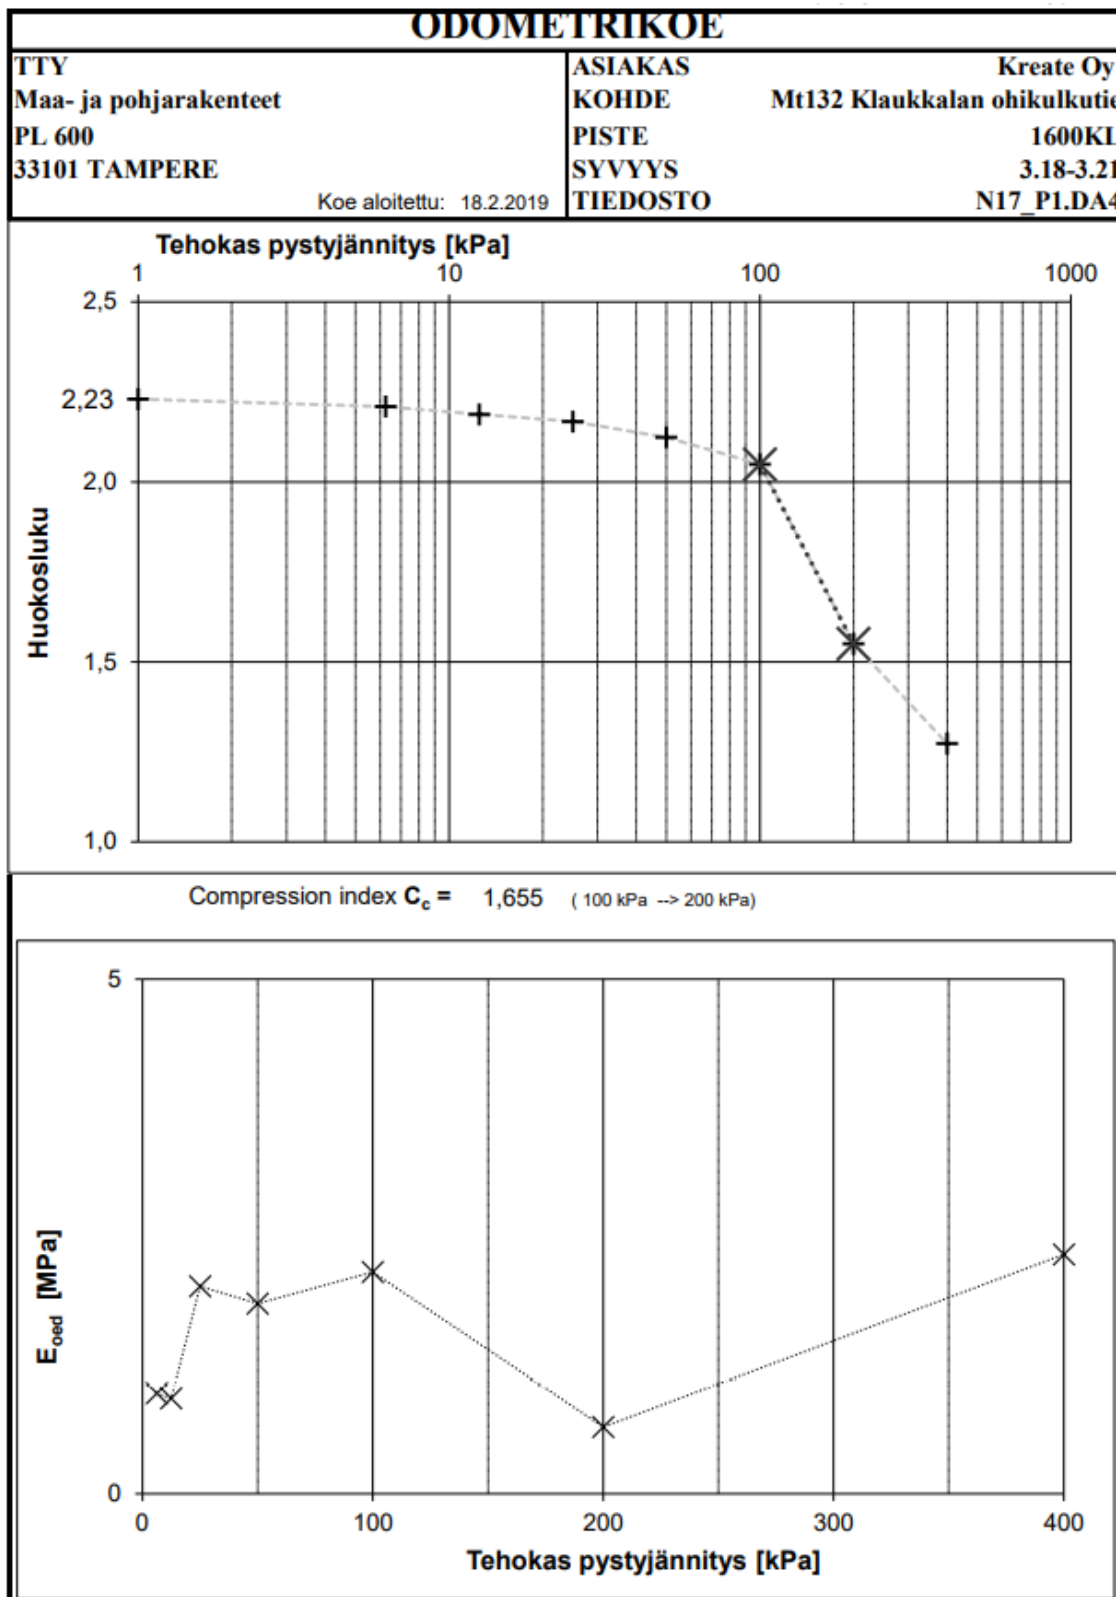 ODOMETRIKOE
TTY
Maa- ja pohjarakenteet
PL 600
33101 TAMPERE
Koe aloitettu: 18.2.2019
ASIAKAS Kreate Oy
KOHDE Mt132 Klaukkalan ohikulkutie
PISTE 1600KL
SYVYYS 3.18-3.21
TIEDOSTO N17_P1.DA4
Tehokas pystyjännitys [kPa]
1 10 100 1000
2,5
2,23
2,0
1,5
1,0
Huokosluku
Compression index Cc = 1,655 ( 100 kPa --> 200 kPa)
5
0
Eoed [MPa]
0 100 200 300 400
Tehokas pystyjännitys [kPa]